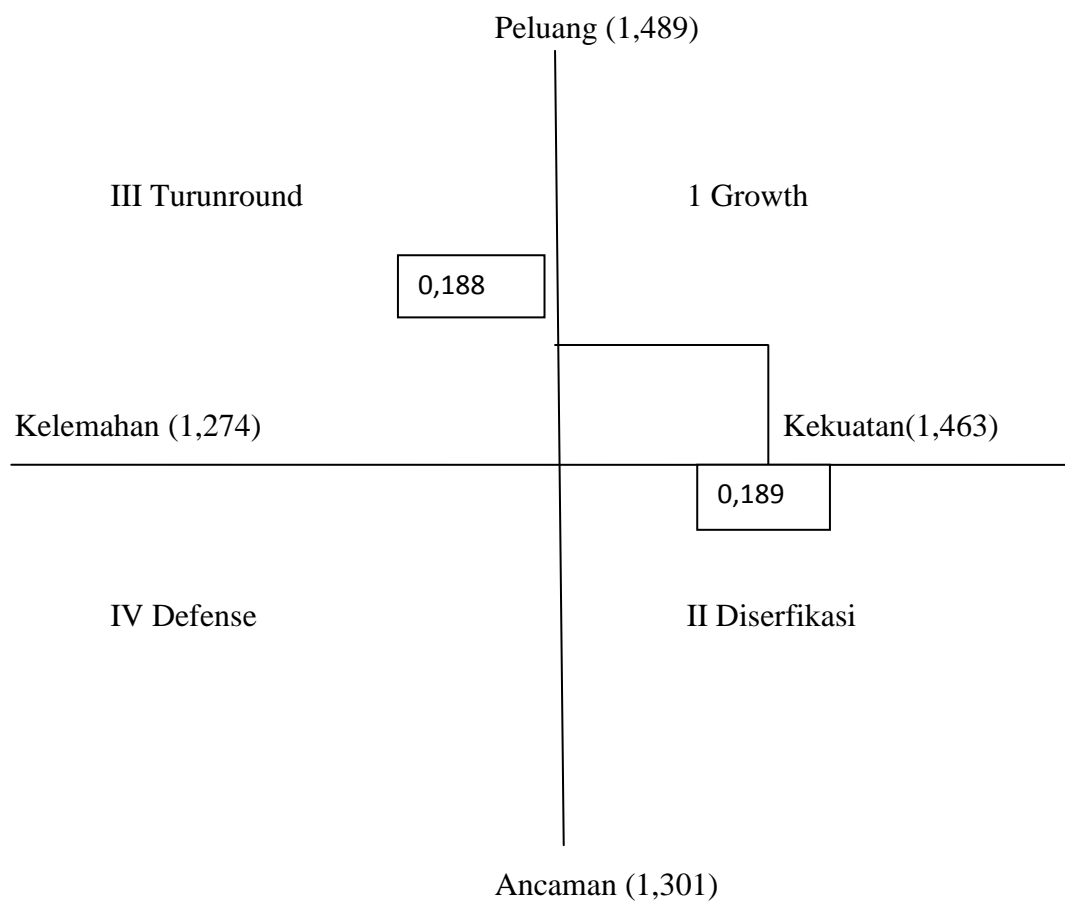 Peluang (1,489)
III Turunround
1 Growth
0,188
Kelemahan (1,274)
Kekuatan(1,463)
0,189
IV Defense
II Diserfikasi
Ancaman (1,301)